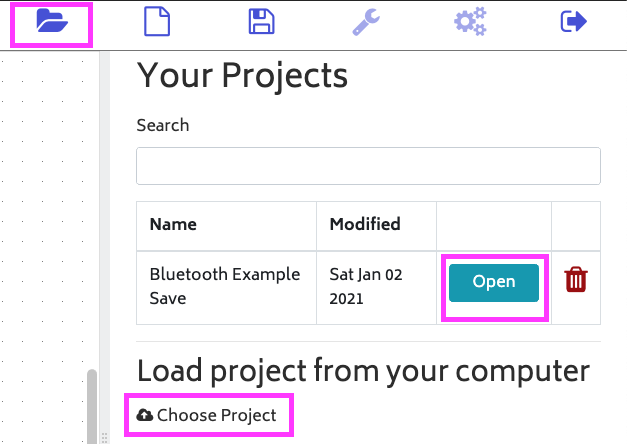 Your Projects
Search
Name
Modified
Bluetooth Example
Save
Sat Jan 02
2021
Open
Load project from your computer
Choose Project